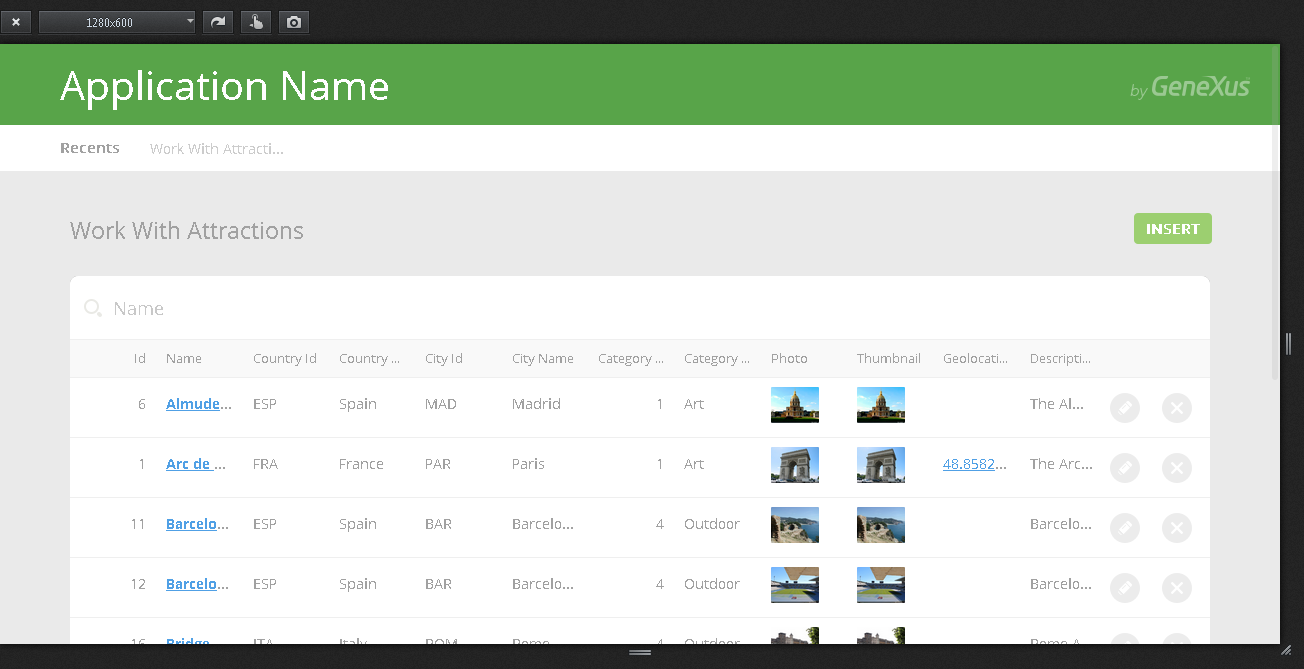 1280x600
Application Name
by GeneXus
Recents Work With Attracti...
Work With Attractions
INSERT
Name
Id Name Country Id Country ... City Id City Name Category ... Category ... Photo Thumbnail Geolocati... Descripti...
6 Almude... ESP Spain MAD Madrid 1 Art The Al...
1 Arc de ... FRA France PAR Paris 1 Art 48.8582... The Arc...
11 Barcelo... ESP Spain BAR Barcelo... 4 Outdoor Barcelo...
12 Barcelo... ESP Spain BAR Barcelo... 4 Outdoor Barcelo...
16 Bridge ITA Italy ROM Rome 4 Outdoor Rome A